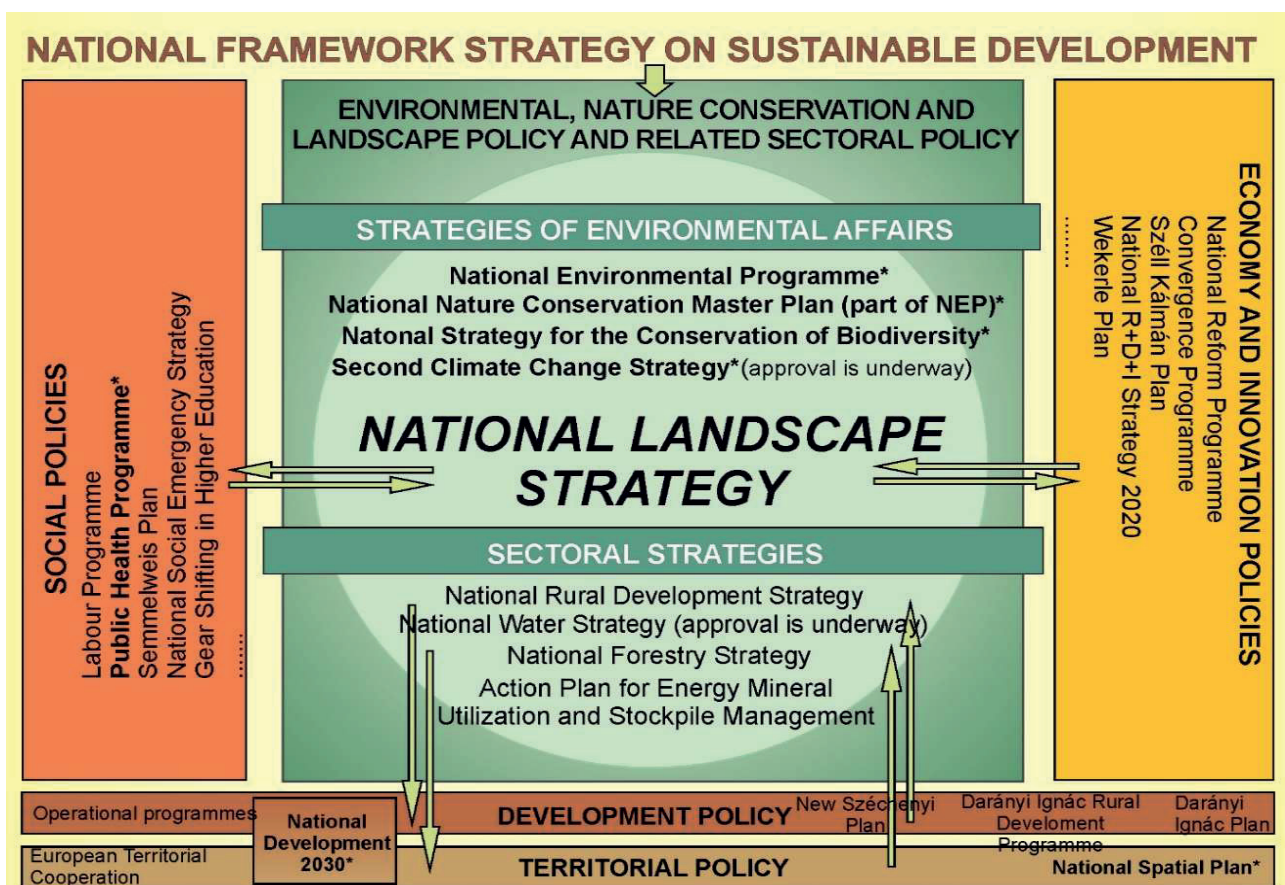 NATIONAL FRAMEWORK STRATEGY ON SUSTAINABLE DEVELOPMENT
ENVIRONMENTAL, NATURE CONSERVATION AND
LANDSCAPE POLICY AND RELATED SECTORAL POLICY
STRATEGIES OF ENVIRONMENTAL AFFAIRS
National Environmental Programme*
National Nature Conservation Master Plan (part of NEP)*
Natonal Strategy for the Conservation of Biodiversity*
Second Climate Change Strategy* (approval is underway)
NATIONAL LANDSCAPE
STRATEGY
SECTORAL STRATEGIES
National Rural Development Strategy
National Water Strategy (approval is underway)
National Forestry Strategy
Action Plan for Energy Mineral
Utilization and Stockpile Management
SOCIAL POLICIES
Labour Programme
Public Health Programme*
Semmelweis Plan
National Social Emergency Strategy
Gear Shifting in Higher Education
.......
ECONOMY AND INNOVATION POLICIES
National Reform Programme
Convergence Programme
Széll Kálmán Plan
National R+D+I Strategy 2020
Wekerle Plan
........
Operational programmes
National
Development
2030*
DEVELOPMENT POLICY
New Széchenyi
Plan
Darányi Ignác Rural
Develoment
Programme
Darányi
Ignác Plan
European Territorial
Cooperation
TERRITORIAL POLICY
National Spatial Plan*